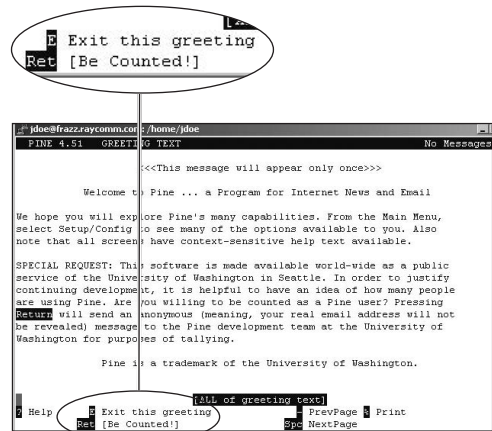 [AL
E Exit this greeting
Ret [Be Counted!]
jdoe@frazz.raycomm.com: /home/jdoe
PINE 4.51 GREETING TEXT No Messages
<<<This message will appear only once>>>
Welcome to Pine ... a Program for Internet News and Email
We hope you will explore Pine's many capabilities. From the Main Menu,
select Setup/Config to see many of the options available to you. Also
note that all screens have context-sensitive help text available.
SPECIAL REQUEST: This software is made available world-wide as a public
service of the University of Washington in Seattle. In order to justify
continuing development, it is helpful to have an idea of how many people
are using Pine. Are you willing to be counted as a Pine user? Pressing
Return will send an anonymous (meaning, your real email address will not
be revealed) message to the Pine development team at the University of
Washington for purposes of tallying.
Pine is a trademark of the University of Washington.
[ALL of greeting text]
? Help E Exit this greeting - PrevPage % Print
Ret [Be Counted!] Spc NextPage